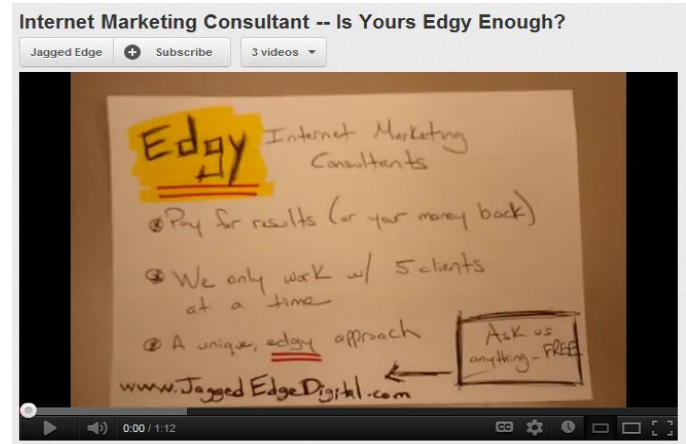 Internet Marketing Consultant -- Is Yours Edgy Enough?
Jagged Edge
Subscribe
3 videos
Edgy Internet Marketing
Consultants
Pay for results (or your money back)
We only work w/ 5 clients
at a time
A unique, edgy approach
Ask us
anything - FREE
www.JaggedEdgeDigital.com
0:00 / 1:12
CC